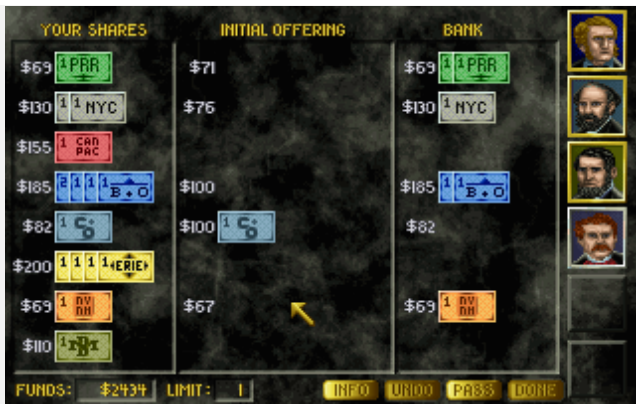 YOUR SHARES INITIAL OFFERING BANK
$69 1 PRR $71 $69 1 1 PRR
$130 1 1 NYC $76 $130 1 NYC
$155 1 CAN PAC
$185 2 1 1 1 B+O $100 $185 1 1 B+O
$82 1 C+O $100 1 C+O $82
$200 1 1 1 1 ERIE
$69 1 NY NH $67 $69 1 NY NH
$110 1
FUNDS: $2434 LIMIT: 1 INFO UNDO PASS DONE